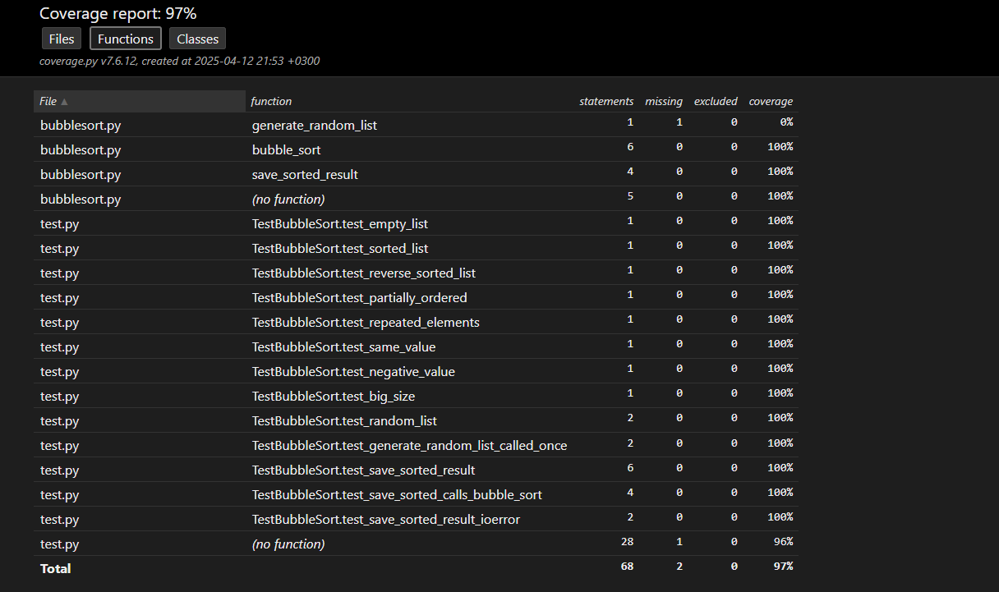 Coverage report: 97%
Files Functions Classes
coverage.py v7.6.12, created at 2025-04-12 21:53 +0300
File ▲ function statements missing excluded coverage
bubblesort.py generate_random_list 1 1 0 0%
bubblesort.py bubble_sort 6 0 0 100%
bubblesort.py save_sorted_result 4 0 0 100%
bubblesort.py (no function) 5 0 0 100%
test.py TestBubbleSort.test_empty_list 1 0 0 100%
test.py TestBubbleSort.test_sorted_list 1 0 0 100%
test.py TestBubbleSort.test_reverse_sorted_list 1 0 0 100%
test.py TestBubbleSort.test_partially_ordered 1 0 0 100%
test.py TestBubbleSort.test_repeated_elements 1 0 0 100%
test.py TestBubbleSort.test_same_value 1 0 0 100%
test.py TestBubbleSort.test_negative_value 1 0 0 100%
test.py TestBubbleSort.test_big_size 1 0 0 100%
test.py TestBubbleSort.test_random_list 2 0 0 100%
test.py TestBubbleSort.test_generate_random_list_called_once 2 0 0 100%
test.py TestBubbleSort.test_save_sorted_result 6 0 0 100%
test.py TestBubbleSort.test_save_sorted_calls_bubble_sort 4 0 0 100%
test.py TestBubbleSort.test_save_sorted_result_ioerror 2 0 0 100%
test.py (no function) 28 1 0 96%
Total 68 2 0 97%